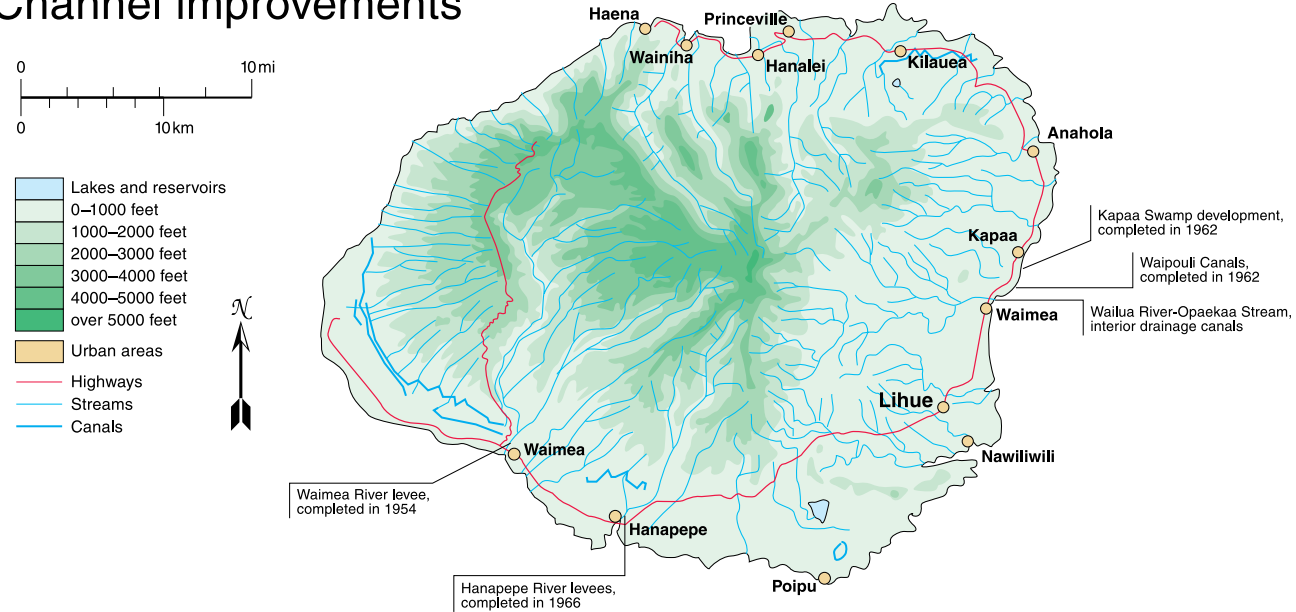 Channel Improvements
0 10 mi
0 10 km
Lakes and reservoirs
0–1000 feet
1000–2000 feet
2000–3000 feet
3000–4000 feet
4000–5000 feet
over 5000 feet
Urban areas
Highways
Streams
Canals
N
Haena
Princeville
Wainiha
Hanalei
Kilauea
Anahola
Kapaa
Kapaa Swamp development,
completed in 1962
Waipouli Canals,
completed in 1962
Waimea
Wailua River-Opaekaa Stream,
interior drainage canals
Lihue
Nawiliwili
Waimea
Waimea River levee,
completed in 1954
Hanapepe
Hanapepe River levees,
completed in 1966
Poipu